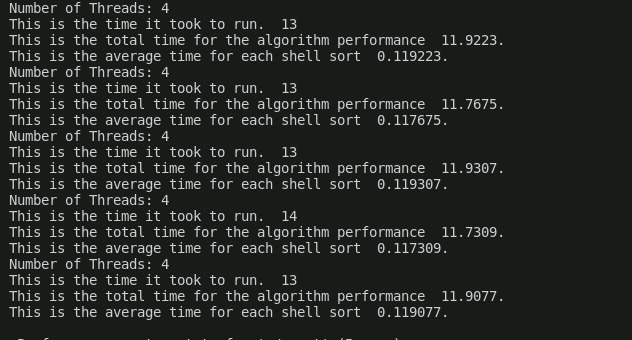 Number of Threads: 4
This is the time it took to run.  13
This is the total time for the algorithm performance  11.9223.
This is the average time for each shell sort  0.119223.
Number of Threads: 4
This is the time it took to run.  13
This is the total time for the algorithm performance  11.7675.
This is the average time for each shell sort  0.117675.
Number of Threads: 4
This is the time it took to run.  13
This is the total time for the algorithm performance  11.9307.
This is the average time for each shell sort  0.119307.
Number of Threads: 4
This is the time it took to run.  14
This is the total time for the algorithm performance  11.7309.
This is the average time for each shell sort  0.117309.
Number of Threads: 4
This is the time it took to run.  13
This is the total time for the algorithm performance  11.9077.
This is the average time for each shell sort  0.119077.